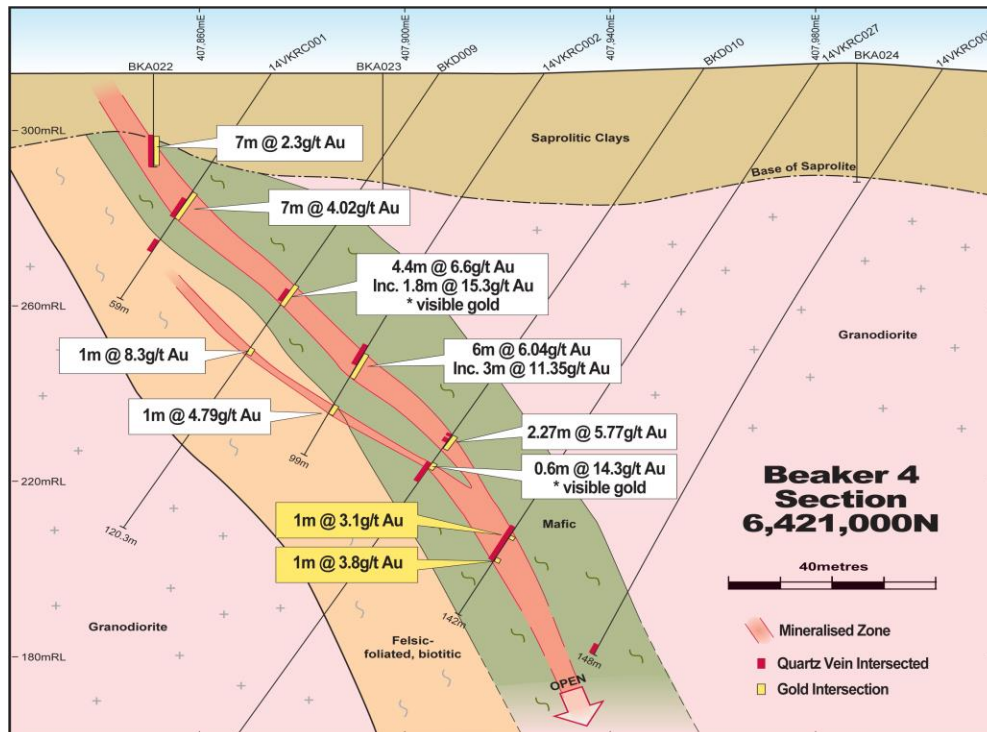 407,860mE
407,900mE
407,940mE
407,980mE
BKA022
14VKRC001
BKA023
BKD009
14VKRC002
BKD010
14VKRC027
BKA024
300mRL
260mRL
220mRL
180mRL
Saprolitic Clays
Base of Saprolite
7m @ 2.3g/t Au
7m @ 4.02g/t Au
4.4m @ 6.6g/t Au
Inc. 1.8m @ 15.3g/t Au
* visible gold
59m
Granodiorite
1m @ 8.3g/t Au
6m @ 6.04g/t Au
Inc. 3m @ 11.35g/t Au
1m @ 4.79g/t Au
2.27m @ 5.77g/t Au
99m
0.6m @ 14.3g/t Au
* visible gold
1m @ 3.1g/t Au
Mafic
120.3m
1m @ 3.8g/t Au
142m
148m
Granodiorite
Felsic-
foliated, biotitic
OPEN
Beaker 4
Section
6,421,000N
40metres
Mineralised Zone
Quartz Vein Intersected
Gold Intersection